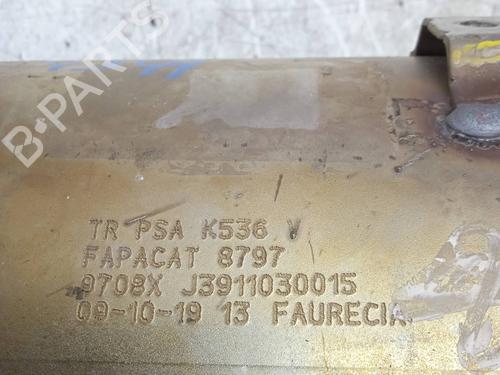 B-PARTS
TR PSA K536 V
FAPACAT 8797
9708X J3911030015
09-10-19 13 FAURECIA